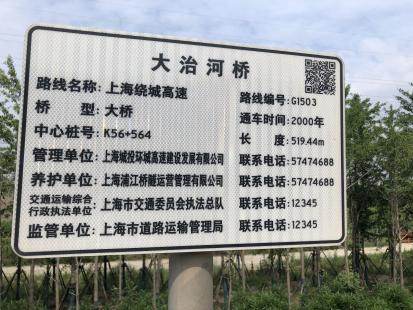 大治河桥
路线名称:上海绕城高速 路线编号:G1503
桥 型:大桥 通车时间:2000年
中心桩号:K56+564 长 度:519.44m
管理单位:上海城投环城高速建设发展有限公司 联系电话:57474688
养护单位:上海浦江桥隧运营管理有限公司 联系电话:57474688
交通运输综合
行政执法单位:上海市交通委员会执法总队 联系电话:12345
监管单位:上海市道路运输管理局 联系电话:12345